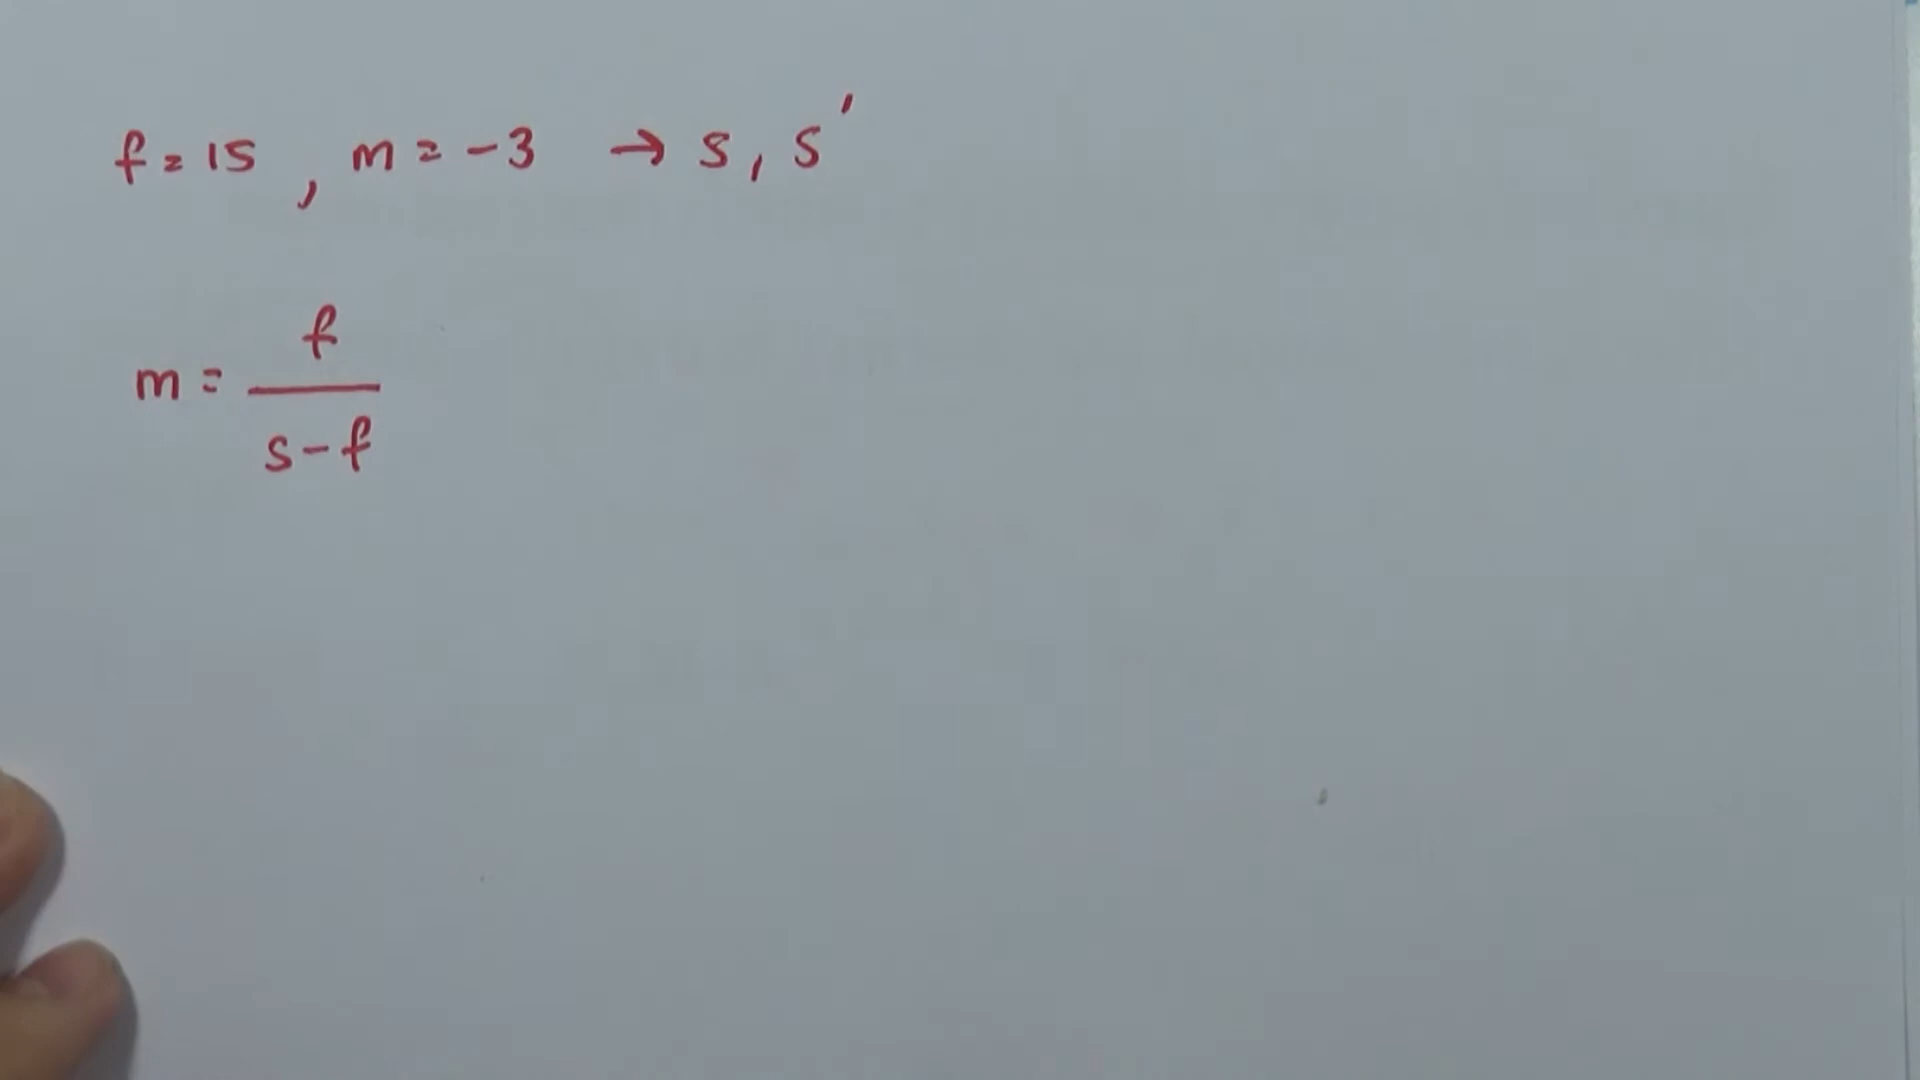 f = 15 , m = -3 → s, s'
f
m = ―
s - f